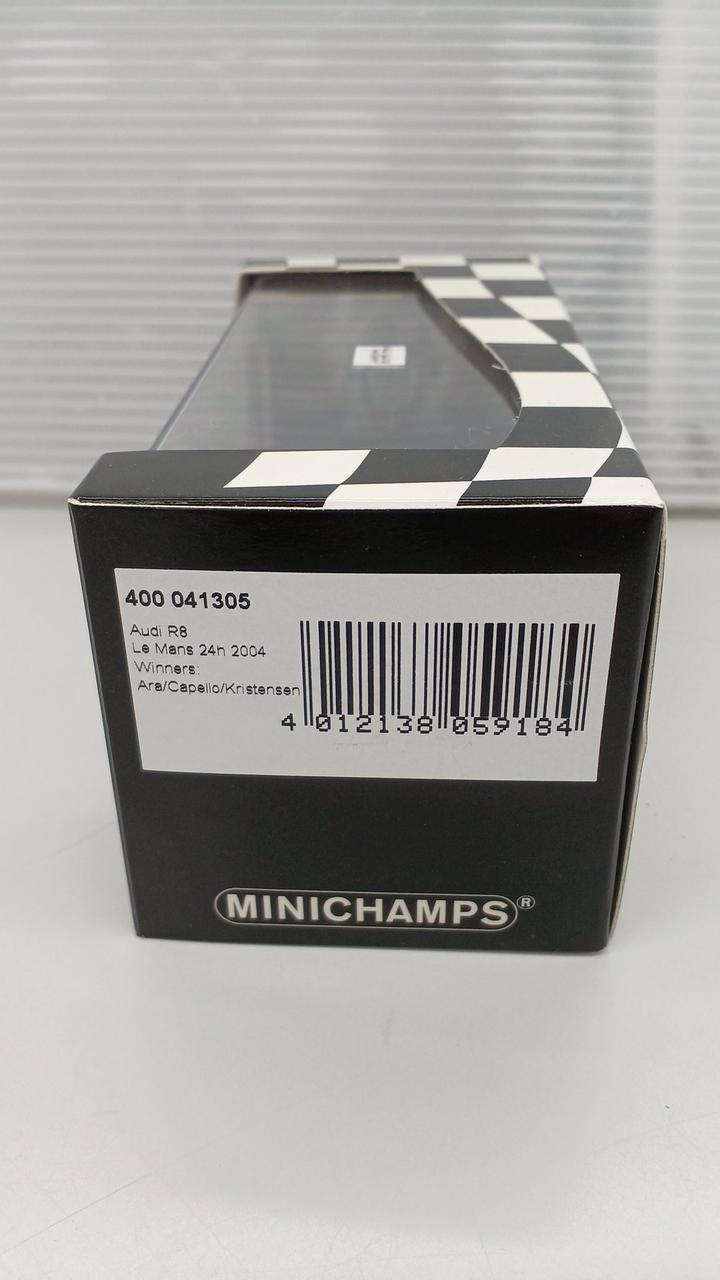 400 041305
Audi R8
Le Mans 24h 2004
Winners:
Ara/Capello/Kristensen
4 012138 059184
MINICHAMPS®